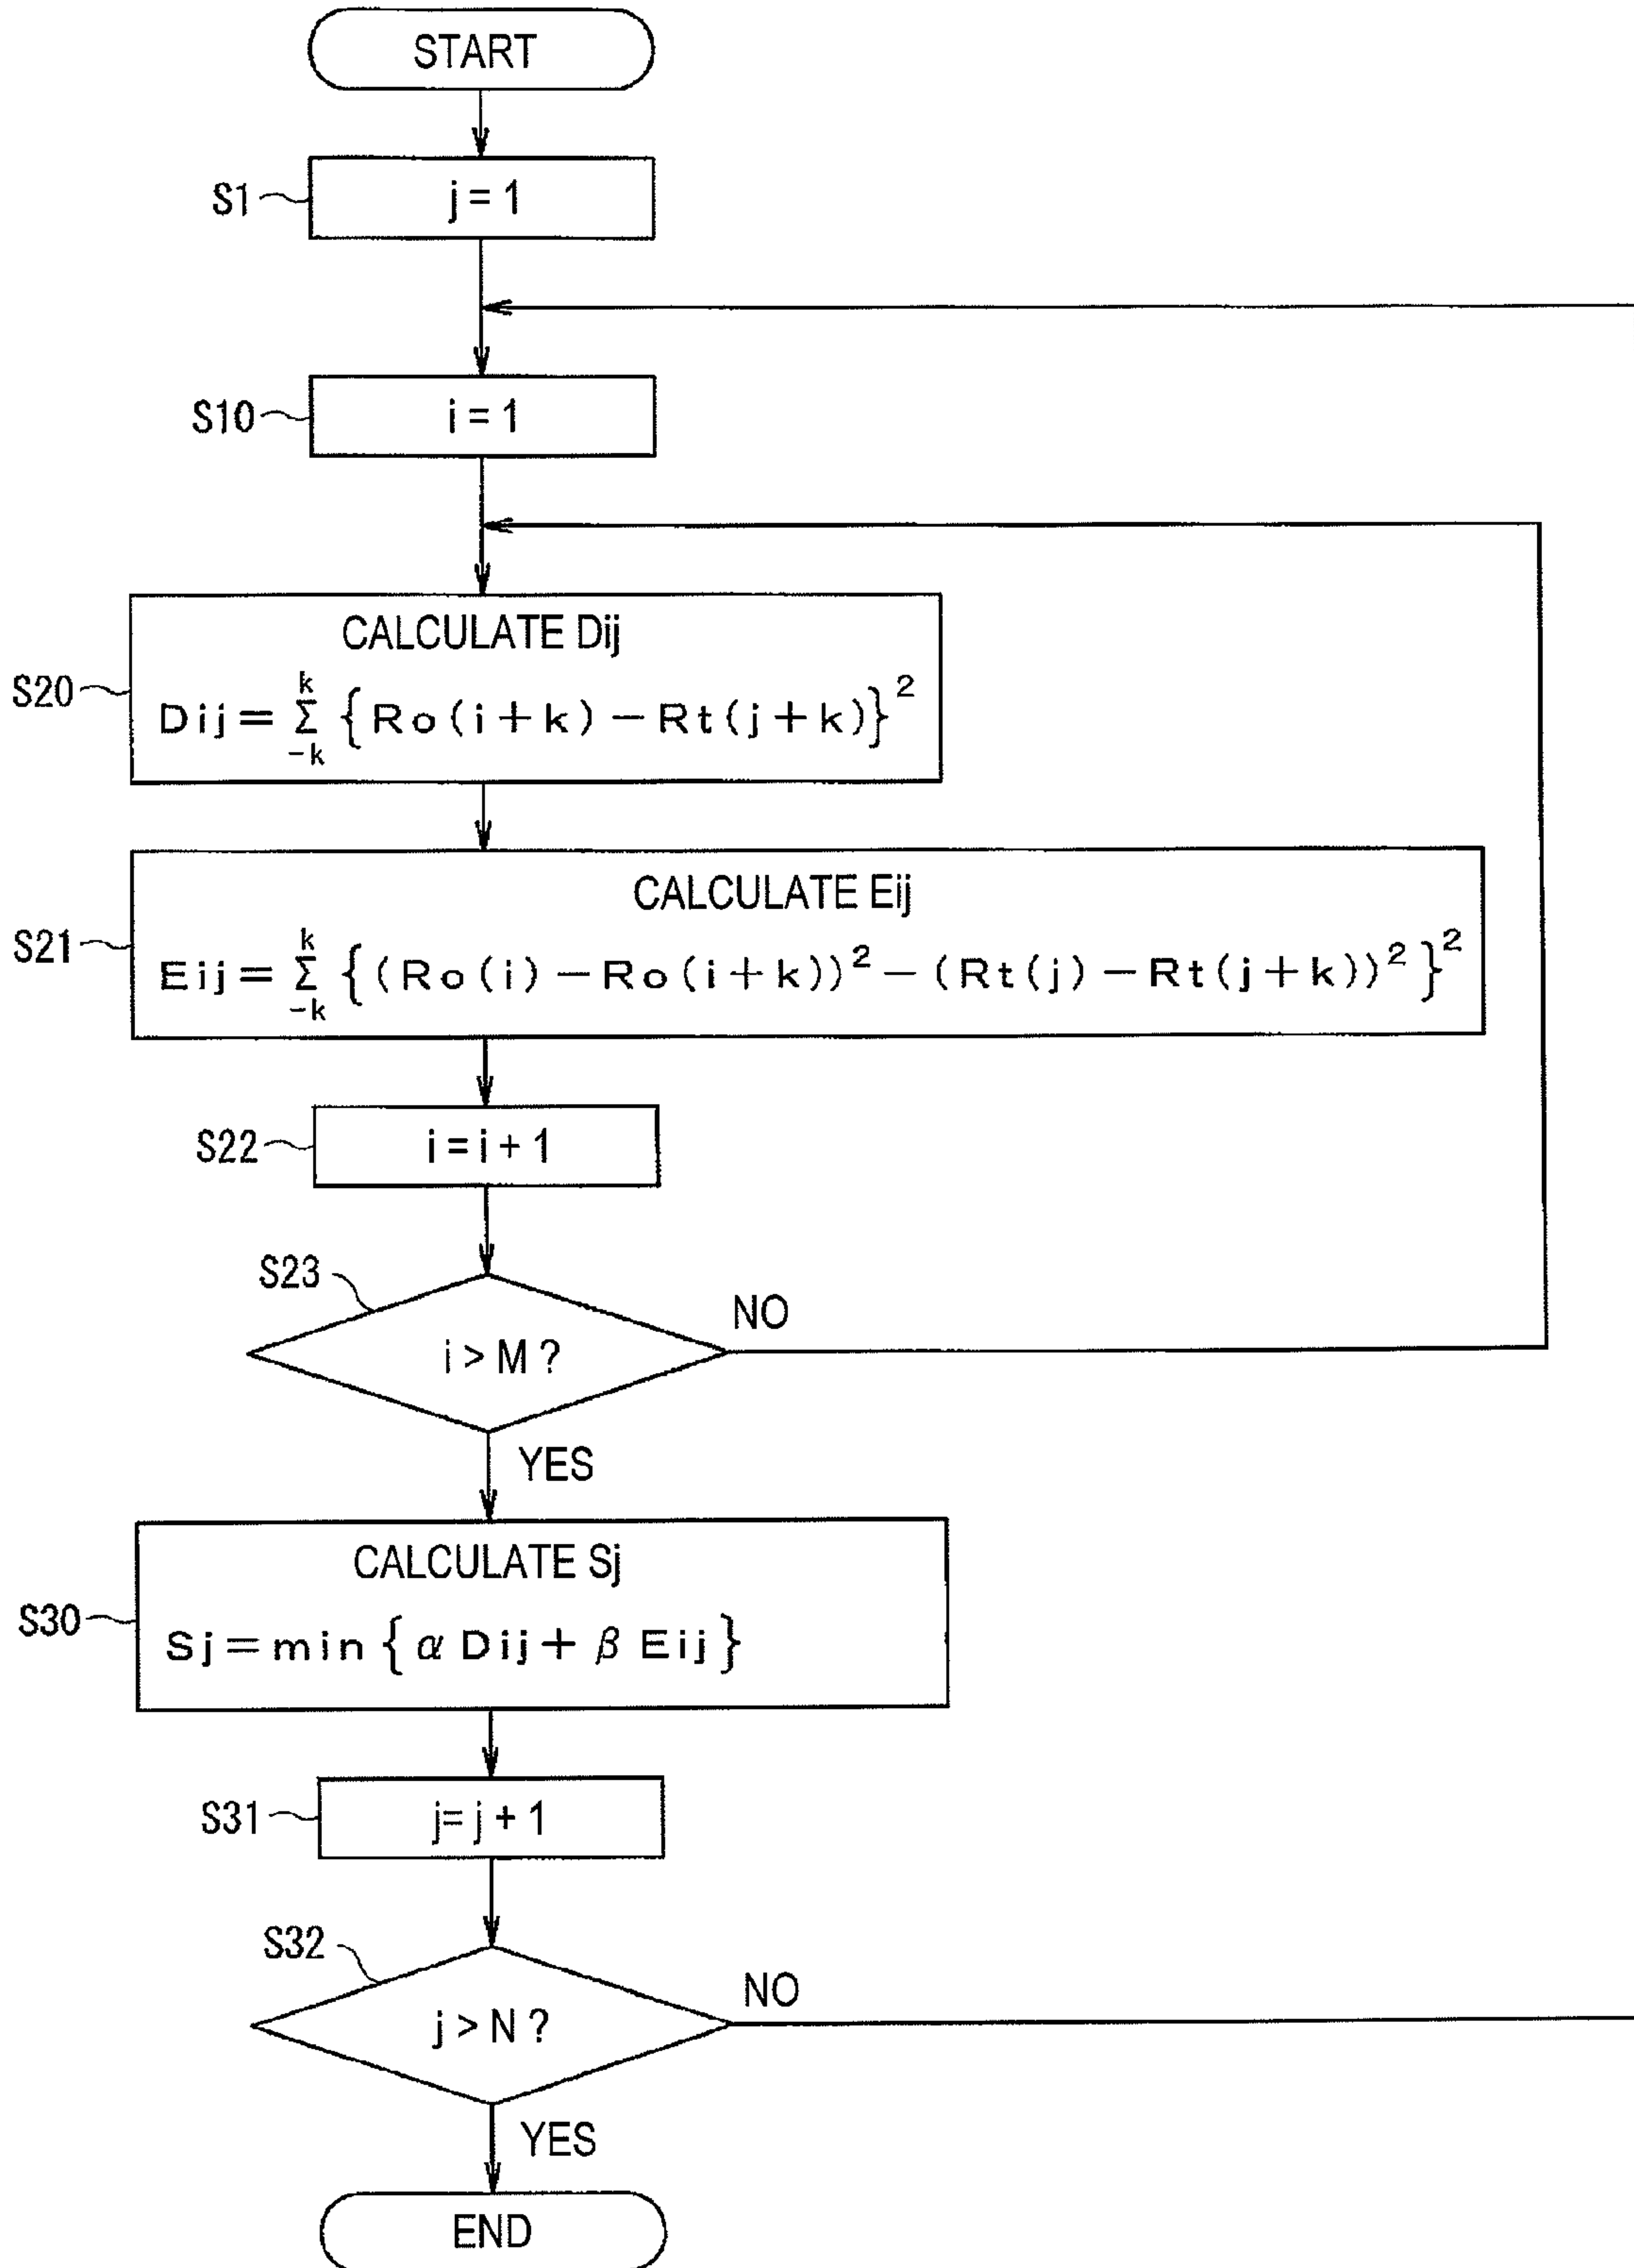 START
S1
j = 1
S10
i = 1
CALCULATE Dij
S20
Dij = Σ_{-k}^{k} {Ro(i+k) − Rt(j+k)}²
CALCULATE Eij
S21
Eij = Σ_{-k}^{k} {(Ro(i) − Ro(i+k))² − (Rt(j) − Rt(j+k))²}²
S22
i = i + 1
S23
i > M ?
NO
YES
CALCULATE Sj
S30
Sj = min {α Dij + β Eij}
S31
j= j + 1
S32
j > N ?
NO
YES
END